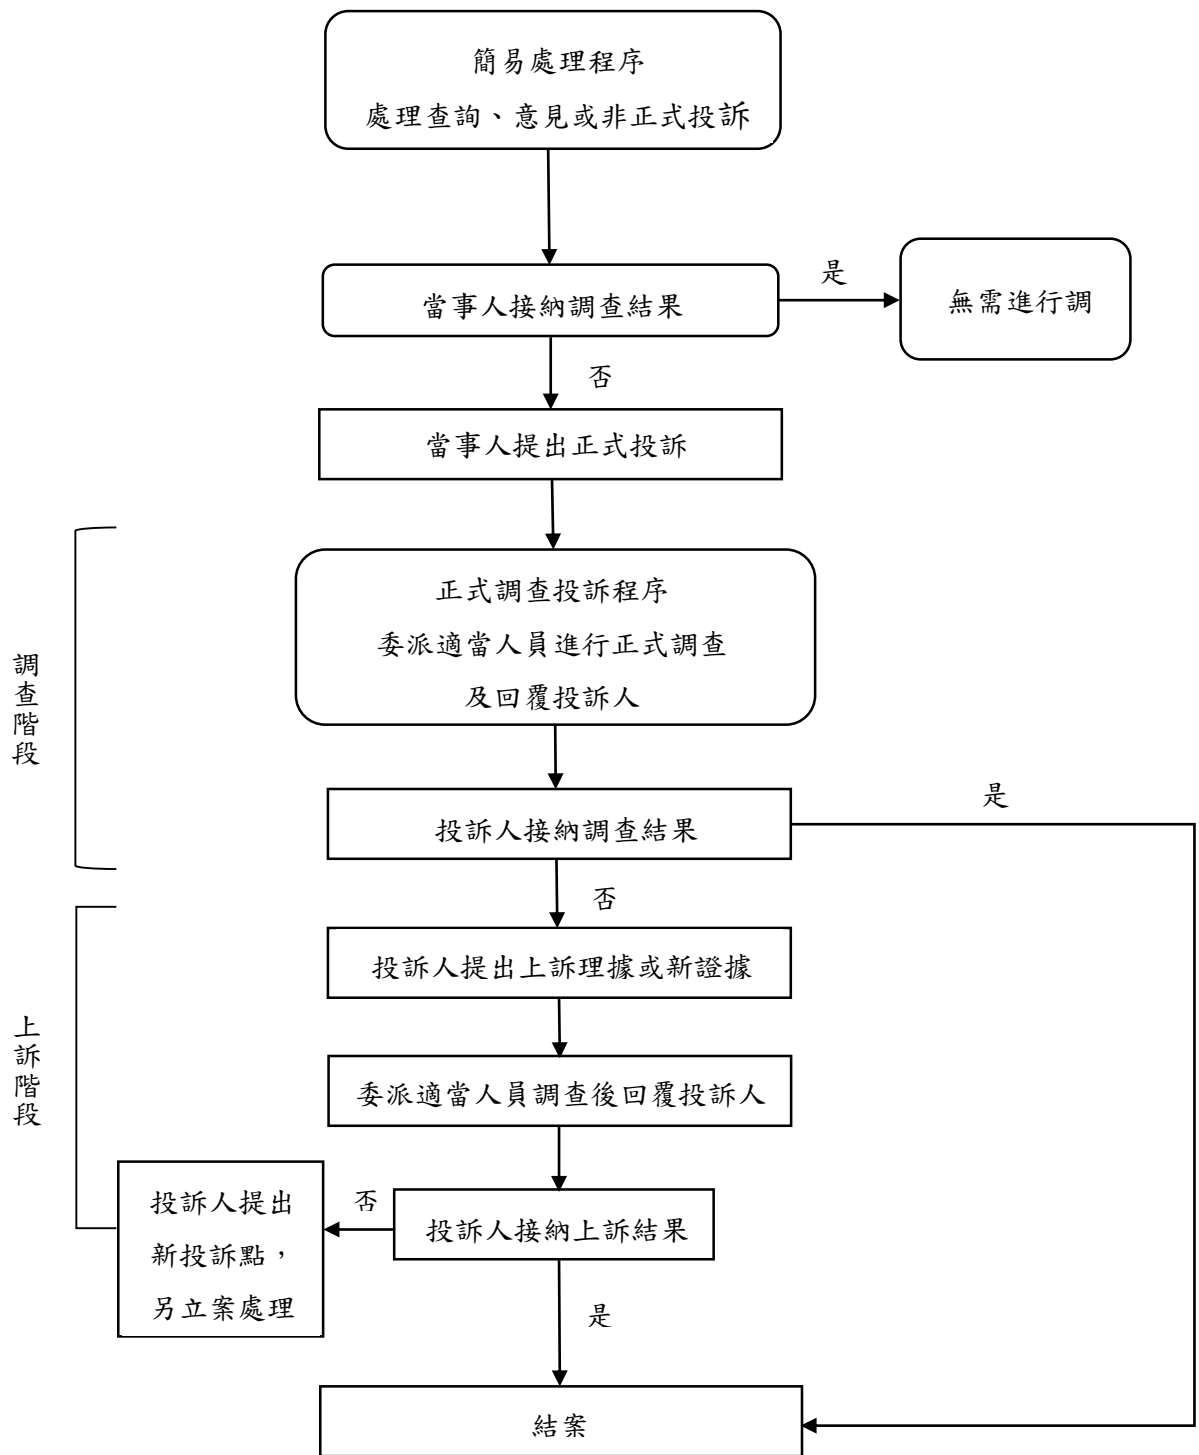 簡易處理程序
處理查詢、意見或非正式投訴
當事人接納調查結果
是
無需進行調
否
當事人提出正式投訴
調查階段
正式調查投訴程序
委派適當人員進行正式調查
及回覆投訴人
投訴人接納調查結果
是
否
上訴階段
投訴人提出上訴理據或新證據
委派適當人員調查後回覆投訴人
投訴人接納上訴結果
否
投訴人提出
新投訴點，
另立案處理
是
結案